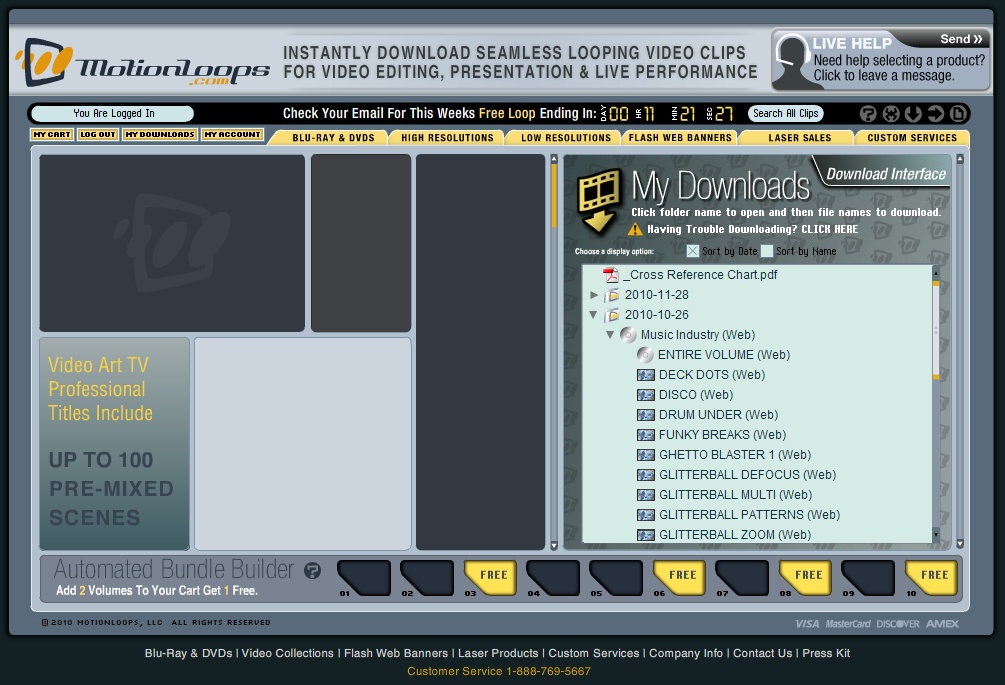 MotionLoops
.com
INSTANTLY DOWNLOAD SEAMLESS LOOPING VIDEO CLIPS
FOR VIDEO EDITING, PRESENTATION & LIVE PERFORMANCE
LIVE HELP
Send »
Need help selecting a product?
Click to leave a message.
You Are Logged In
Check Your Email For This Weeks Free Loop Ending In: DAY 00 HR 11 MIN 21 SEC 27
Search All Clips
MY CART
LOG OUT
MY DOWNLOADS
MY ACCOUNT
BLU-RAY & DVDS
HIGH RESOLUTIONS
LOW RESOLUTIONS
FLASH WEB BANNERS
LASER SALES
CUSTOM SERVICES
Video Art TV
Professional
Titles Include
UP TO 100
PRE-MIXED
SCENES
My Downloads
Download Interface
Click folder name to open and then file names to download.
Having Trouble Downloading? CLICK HERE
Choose a display option:
Sort by Date
Sort by Name
_Cross Reference Chart.pdf
2010-11-28
2010-10-26
Music Industry (Web)
ENTIRE VOLUME (Web)
DECK DOTS (Web)
DISCO (Web)
DRUM UNDER (Web)
FUNKY BREAKS (Web)
GHETTO BLASTER 1 (Web)
GLITTERBALL DEFOCUS (Web)
GLITTERBALL MULTI (Web)
GLITTERBALL PATTERNS (Web)
GLITTERBALL ZOOM (Web)
Automated Bundle Builder ?
Add 2 Volumes To Your Cart Get 1 Free.
01
02
03 FREE
04
05
06 FREE
07
08 FREE
09
10 FREE
© 2010 MOTIONLOOPS, LLC ALL RIGHTS RESERVED
VISA MasterCard DISCOVER AMEX
Blu-Ray & DVDs | Video Collections | Flash Web Banners | Laser Products | Custom Services | Company Info | Contact Us | Press Kit
Customer Service 1-888-769-5667